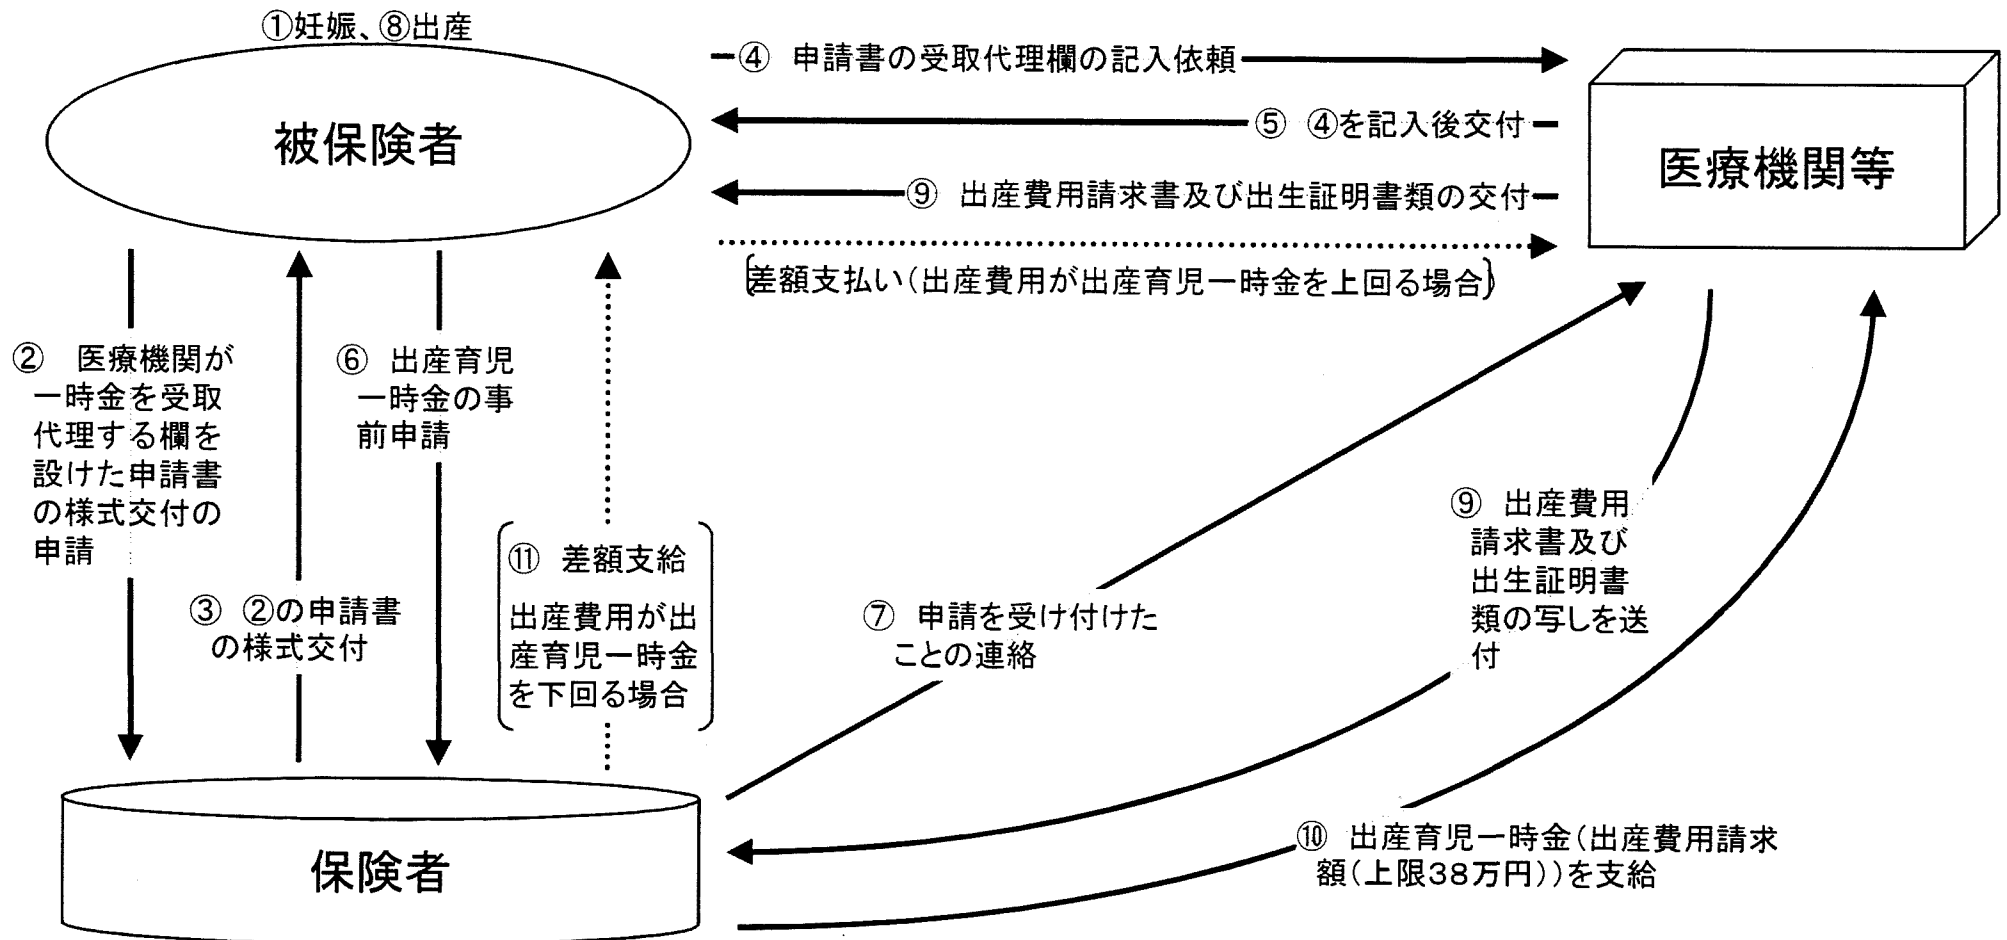 ①妊娠、⑧出産
被保険者
④ 申請書の受取代理欄の記入依頼
⑤ ④を記入後交付
⑨ 出産費用請求書及び出生証明書類の交付
差額支払い(出産費用が出産育児一時金を上回る場合)
医療機関等
② 医療機関が
一時金を受取
代理する欄を
設けた申請書
の様式交付の
申請
③ ②の申請書
の様式交付
⑥ 出産育児
一時金の事
前申請
⑪ 差額支給
出産費用が出
産育児一時金
を下回る場合
⑦ 申請を受け付けた
ことの連絡
⑨ 出産費用
請求書及び
出生証明書
類の写しを送
付
⑩ 出産育児一時金(出産費用請求
額(上限38万円))を支給
保険者